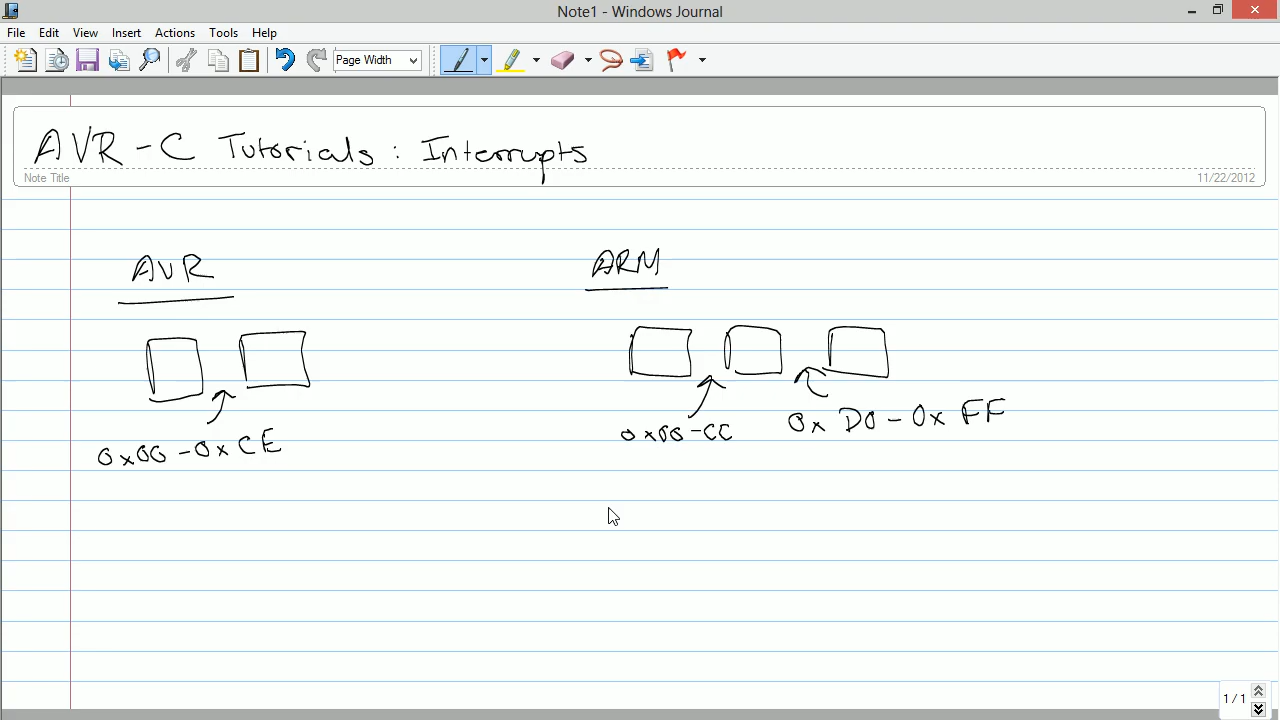 Note1 - Windows Journal
File Edit View Insert Actions Tools Help
Page Width
AVR-C Tutorials : Interrupts
Note Title
11/22/2012
AVR
ARM
0x00-0xCE
0x00-CC
0x D0-0x FF
1 / 1